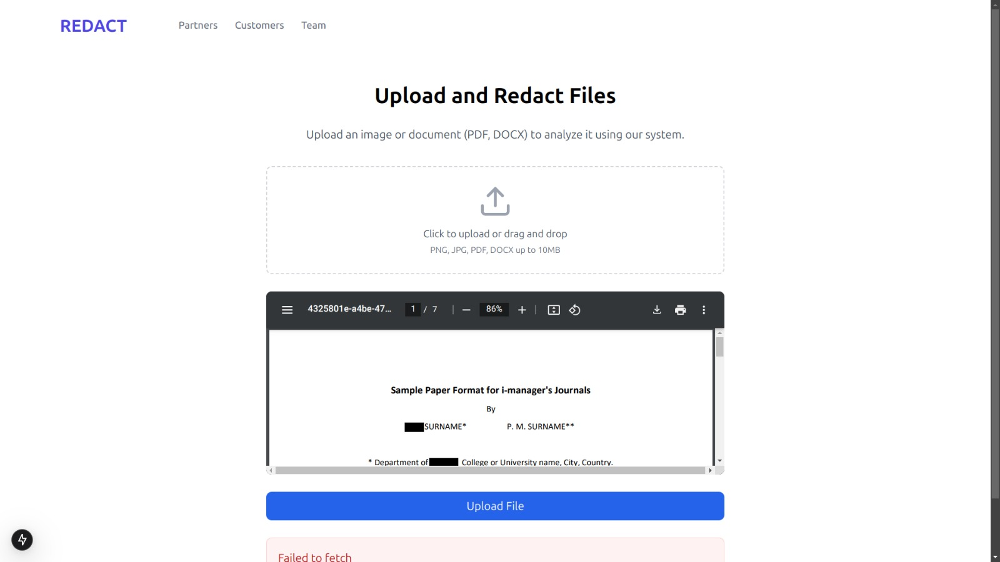 REDACT
Partners
Customers
Team
Upload and Redact Files
Upload an image or document (PDF, DOCX) to analyze it using our system.
Click to upload or drag and drop
PNG, JPG, PDF, DOCX up to 10MB
4325801e-a4be-47...
1 / 7
86%
Sample Paper Format for i-manager's Journals
By
SURNAME* P. M. SURNAME**
* Department of College or University name, City, Country.
Upload File
Failed to fetch